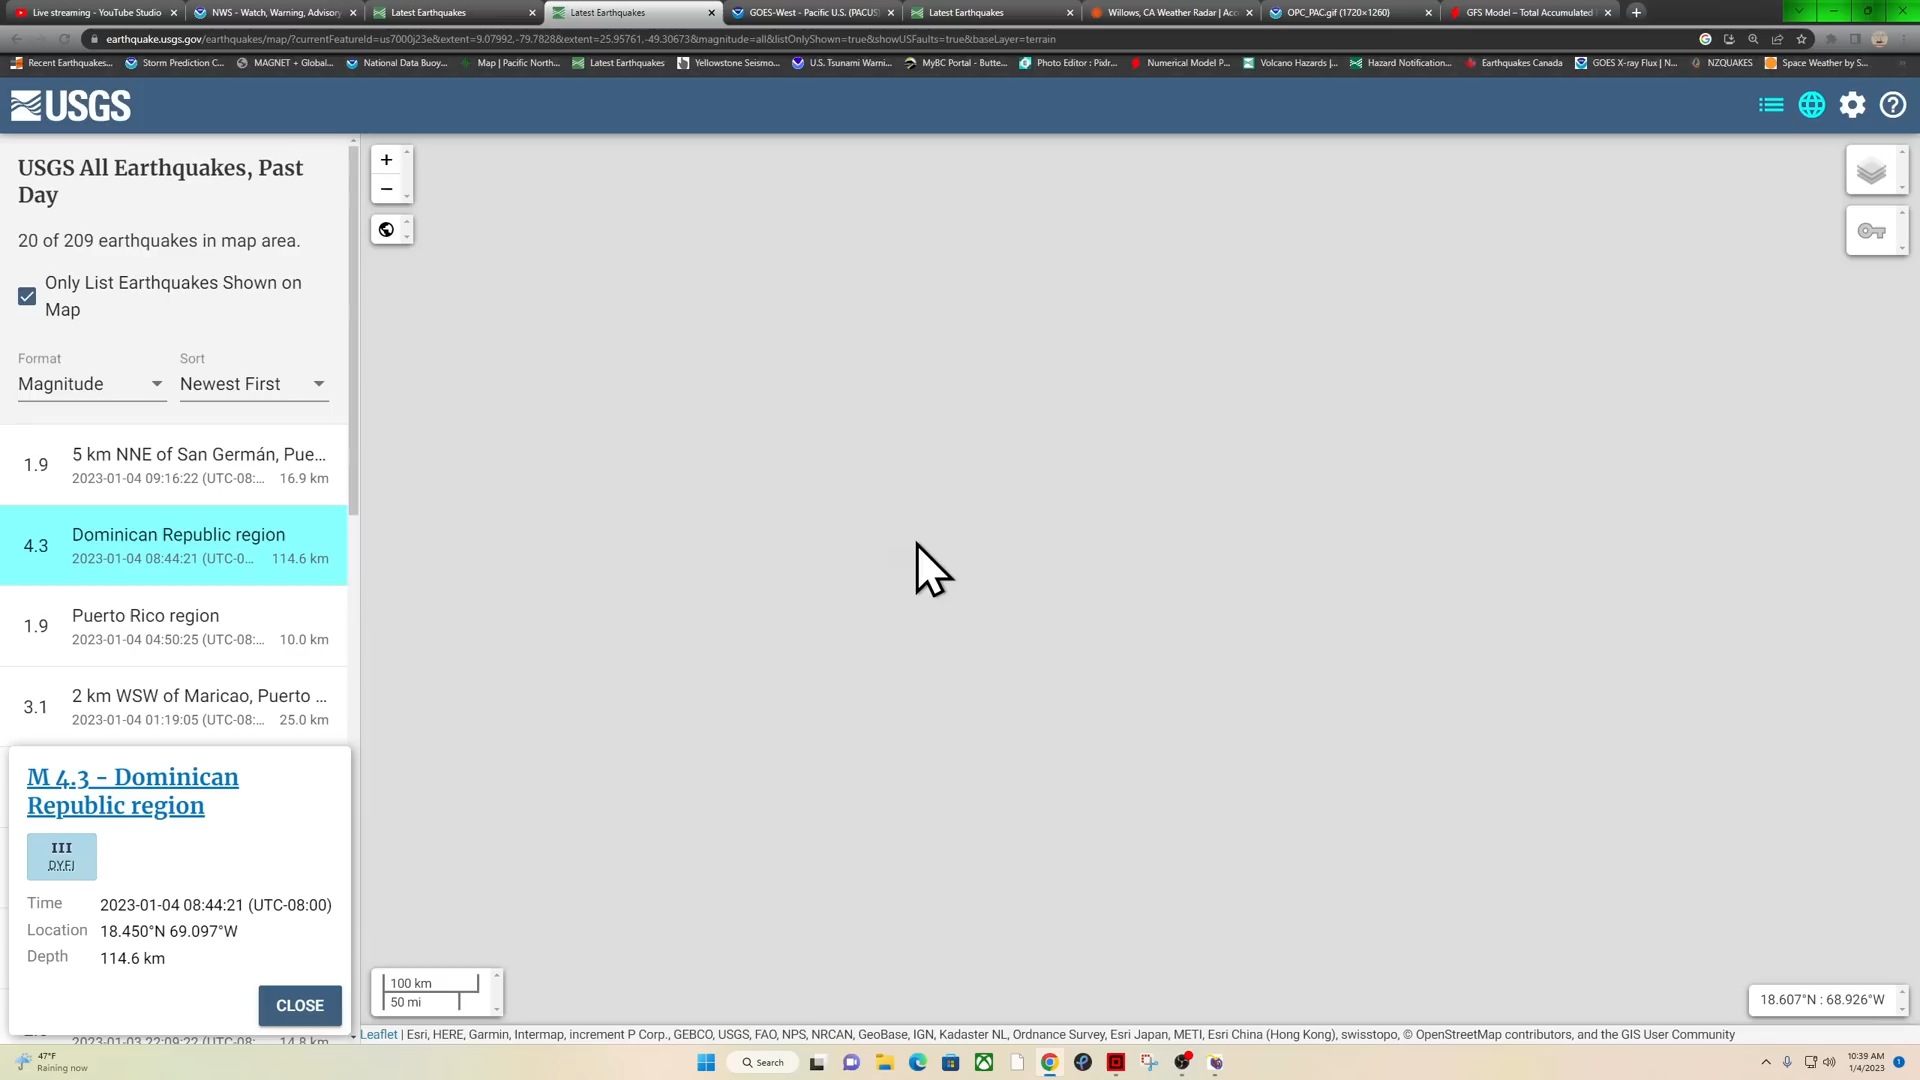 Live streaming - YouTube Studio
NWS - Watch, Warning, Advisory
Latest Earthquakes
Latest Earthquakes
GOES-West - Pacific U.S. (PACUS)
Latest Earthquakes
Willows, CA Weather Radar | Acc
OPC_PAC.gif (1720×1260)
GFS Model – Total Accumulated
earthquake.usgs.gov/earthquakes/map/?currentFeatureId=us7000j23e&extent=9.07992,-79.7828&extent=25.95761,-49.30673&magnitude=all&listOnlyShown=true&showUSFaults=true&baseLayer=terrain
Recent Earthquakes...
Storm Prediction C...
MAGNET + Global...
National Data Buoy...
Map | Pacific North...
Latest Earthquakes
Yellowstone Seismo...
U.S. Tsunami Warni...
MyBC Portal - Butte...
Photo Editor : Pixlr...
Numerical Model P...
Volcano Hazards |...
Hazard Notification...
Earthquakes Canada
GOES X-ray Flux | N...
NZQUAKES
Space Weather by S...
USGS
USGS All Earthquakes, Past
Day
20 of 209 earthquakes in map area.
Only List Earthquakes Shown on
Map
Format
Sort
Magnitude
Newest First
1.9
5 km NNE of San Germán, Pue...
2023-01-04 09:16:22 (UTC-08:...
16.9 km
4.3
Dominican Republic region
2023-01-04 08:44:21 (UTC-0...
114.6 km
1.9
Puerto Rico region
2023-01-04 04:50:25 (UTC-08:...
10.0 km
3.1
2 km WSW of Maricao, Puerto ...
2023-01-04 01:19:05 (UTC-08:...
25.0 km
M 4.3 - Dominican
Republic region
III
DYFI
Time
2023-01-04 08:44:21 (UTC-08:00)
Location
18.450°N 69.097°W
Depth
114.6 km
CLOSE
2023-01-03 22:09:22 (UTC-08:
14.8 km
100 km
50 mi
18.607°N : 68.926°W
Leaflet | Esri, HERE, Garmin, Intermap, increment P Corp., GEBCO, USGS, FAO, NPS, NRCAN, GeoBase, IGN, Kadaster NL, Ordnance Survey, Esri Japan, METI, Esri China (Hong Kong), swisstopo, © OpenStreetMap contributors, and the GIS User Community
47°F
Raining now
Search
10:39 AM
1/4/2023
1